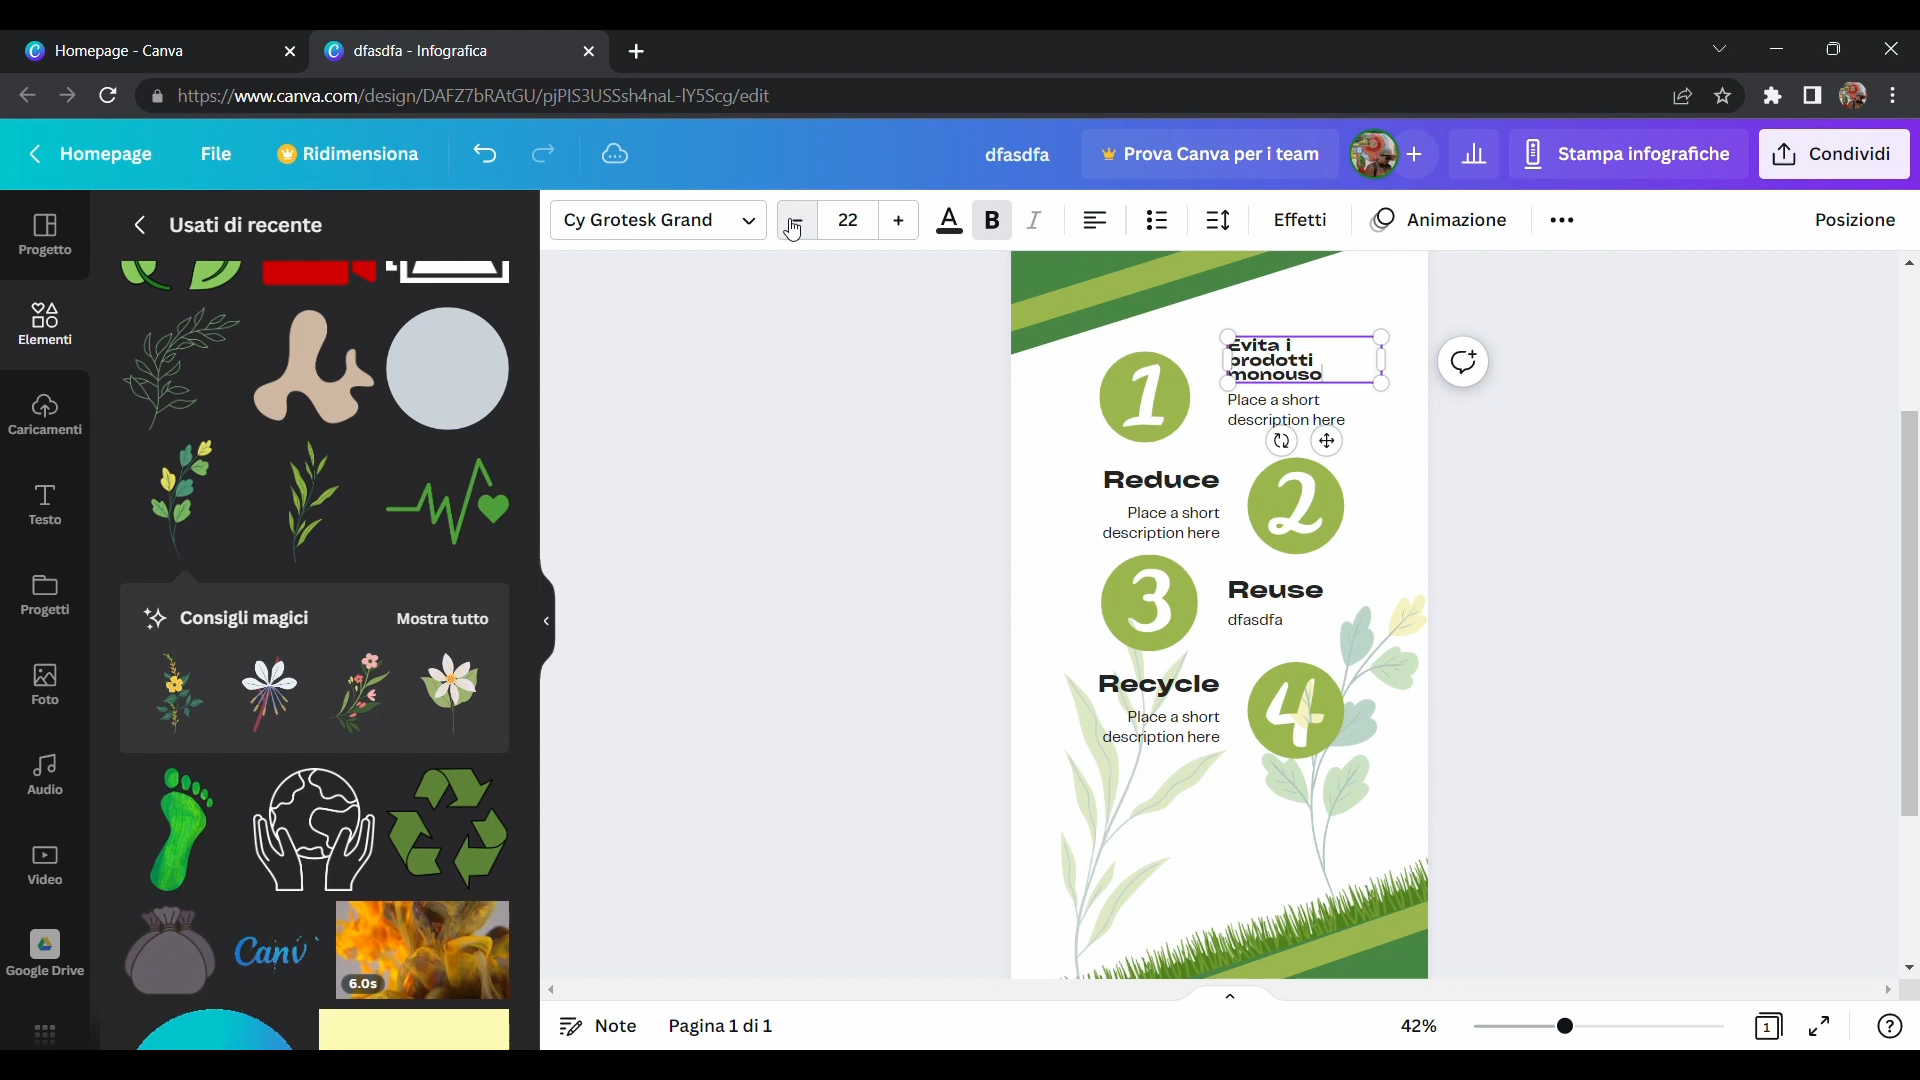 Homepage - Canva
dfasdfa - Infografica
https://www.canva.com/design/DAFZ7bRAtGU/pjPIS3USSsh4naL-lY5Scg/edit
Homepage
File
Ridimensiona
dfasdfa
Prova Canva per i team
Stampa infografiche
Condividi
Progetto
Elementi
Caricamenti
Testo
Progetti
Foto
Audio
Video
Google Drive
Usati di recente
Consigli magici
Mostra tutto
Canv
6.0s
Cy Grotesk Grand
22
A
B
I
Effetti
Animazione
Posizione
1
Evita i
prodotti
monouso
Place a short
description here
Reduce
Place a short
description here
2
3
Reuse
dfasdfa
Recycle
Place a short
description here
4
Note
Pagina 1 di 1
42%
1